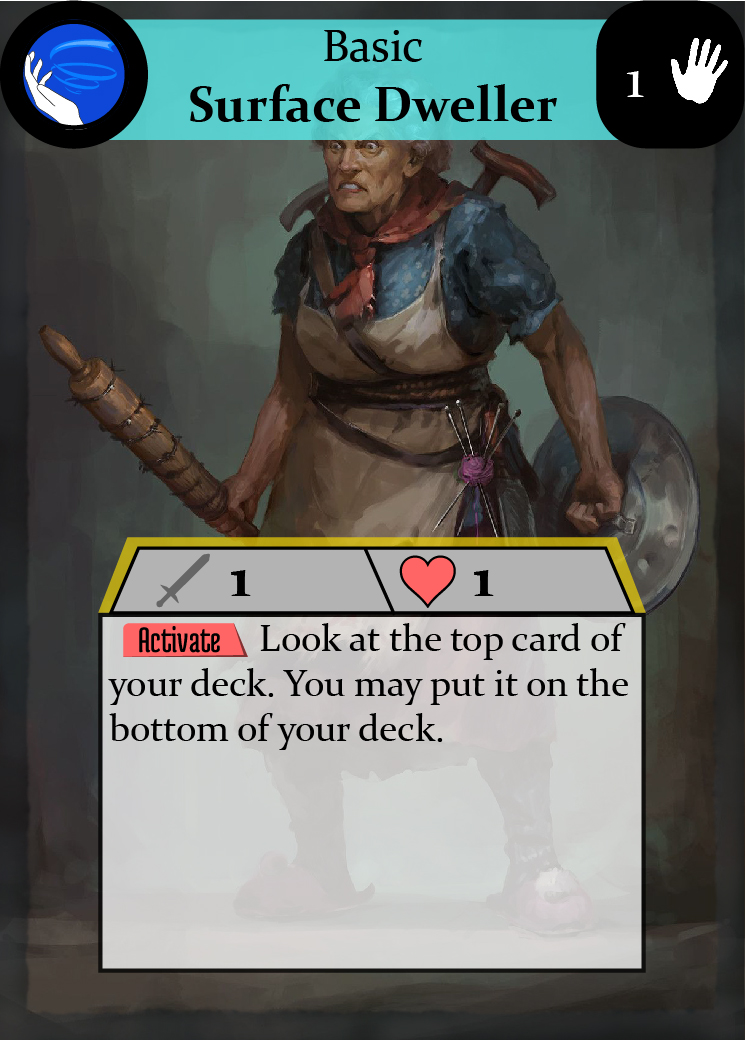 Basic
Surface Dweller
1
1
1
Activate Look at the top card of
your deck. You may put it on the
bottom of your deck.